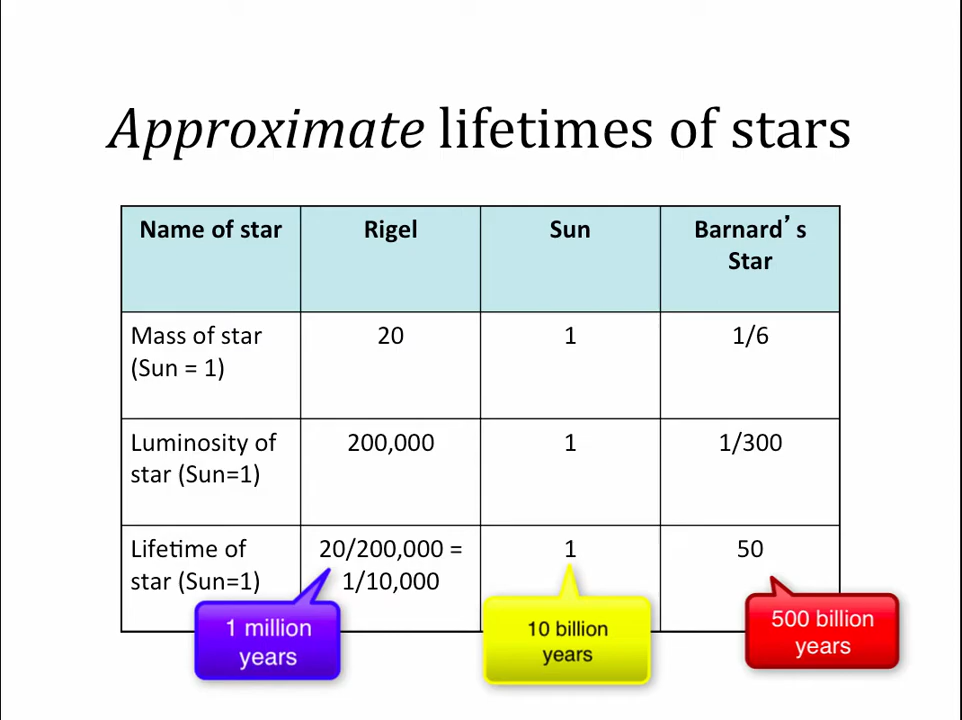 Approximate lifetimes of stars
Name of star
Rigel
Sun
Barnard’s
Star
Mass of star
(Sun = 1)
20
1
1/6
Luminosity of
star (Sun=1)
200,000
1
1/300
Lifetime of
star (Sun=1)
20/200,000 =
1/10,000
1
50
1 million
years
10 billion
years
500 billion
years